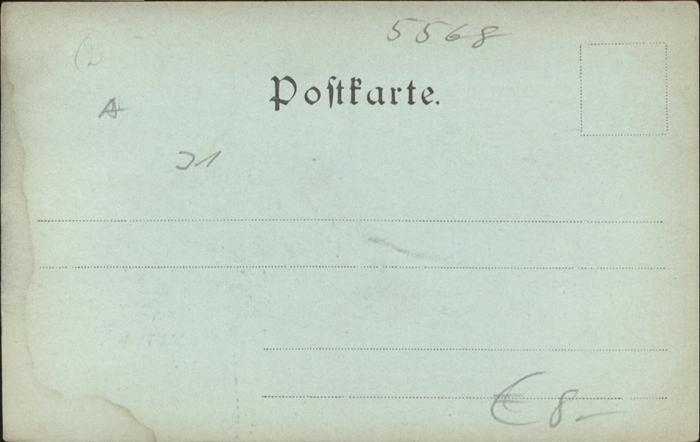 5568
Poſtkarte.
A
21
€ 8-